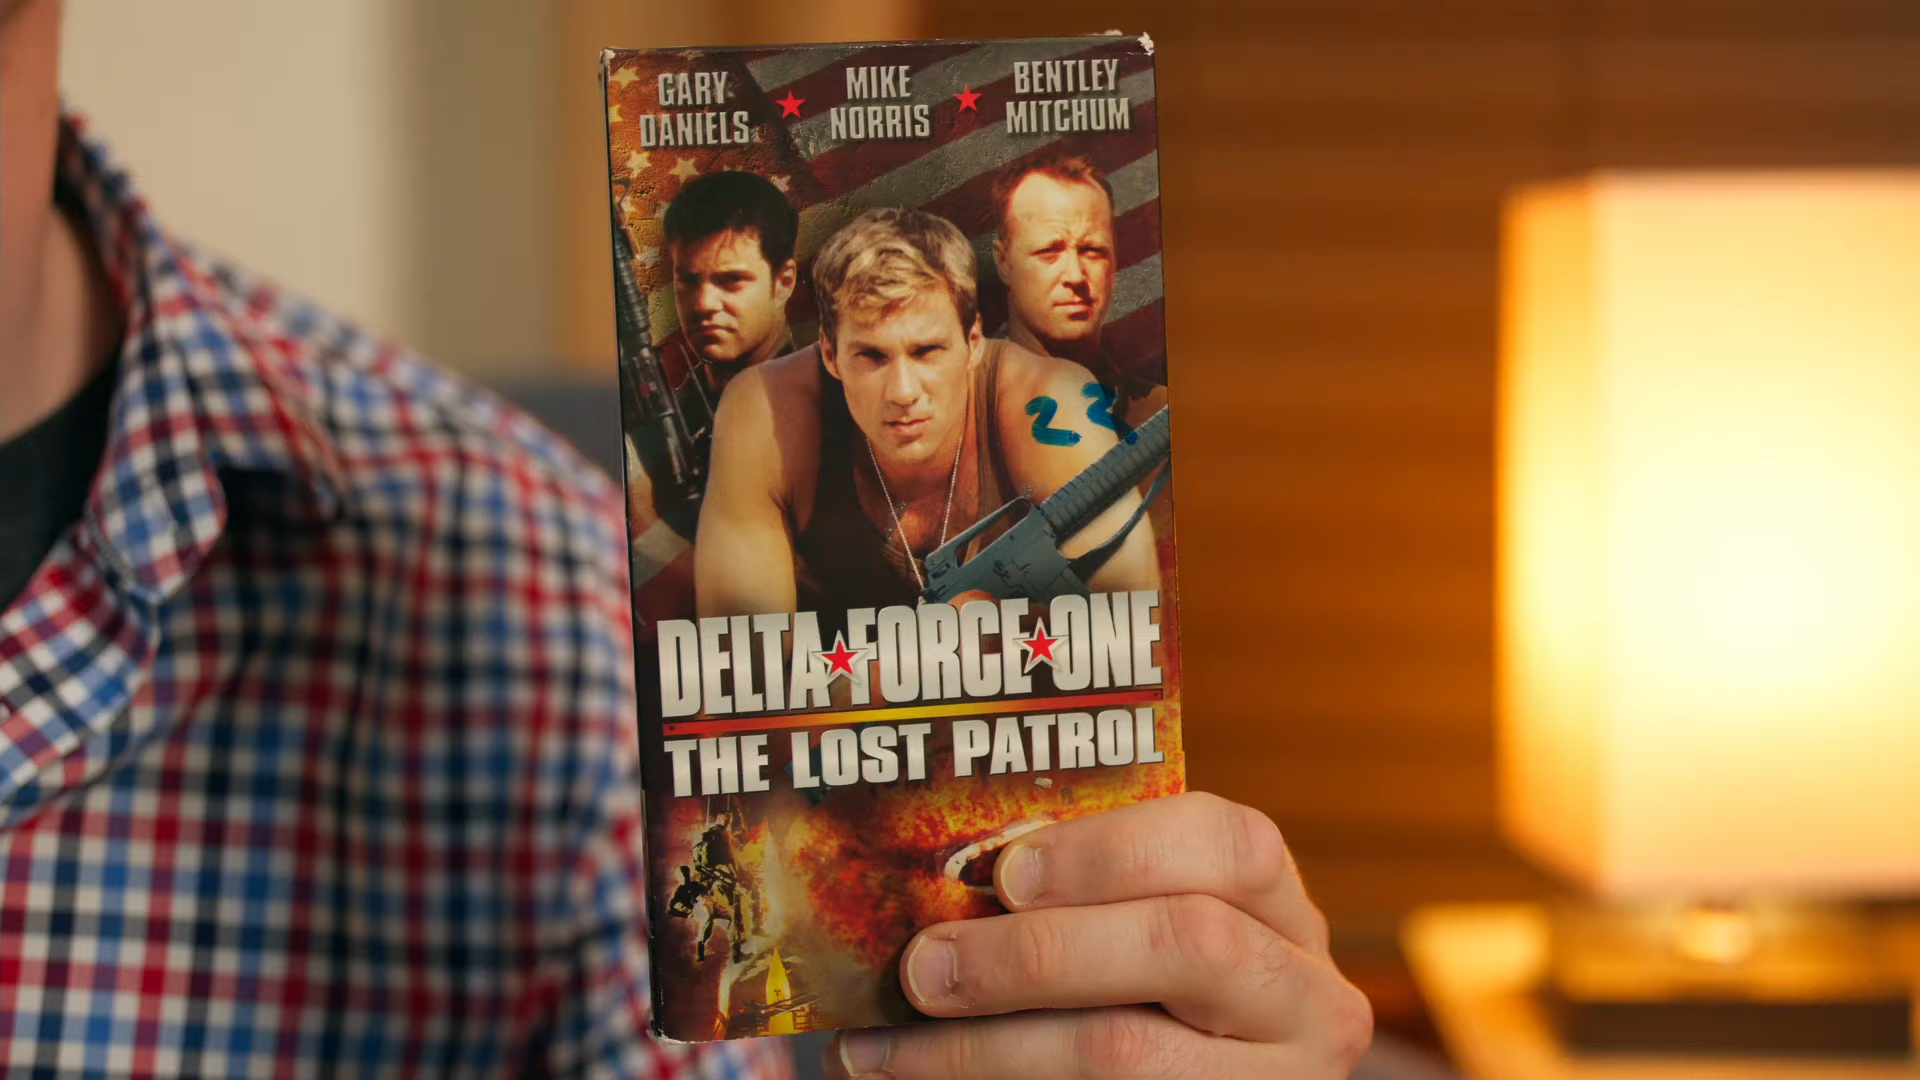 GARY DANIELS
MIKE NORRIS
BENTLEY MITCHUM
22
DELTA★FORCE★ONE
THE LOST PATROL